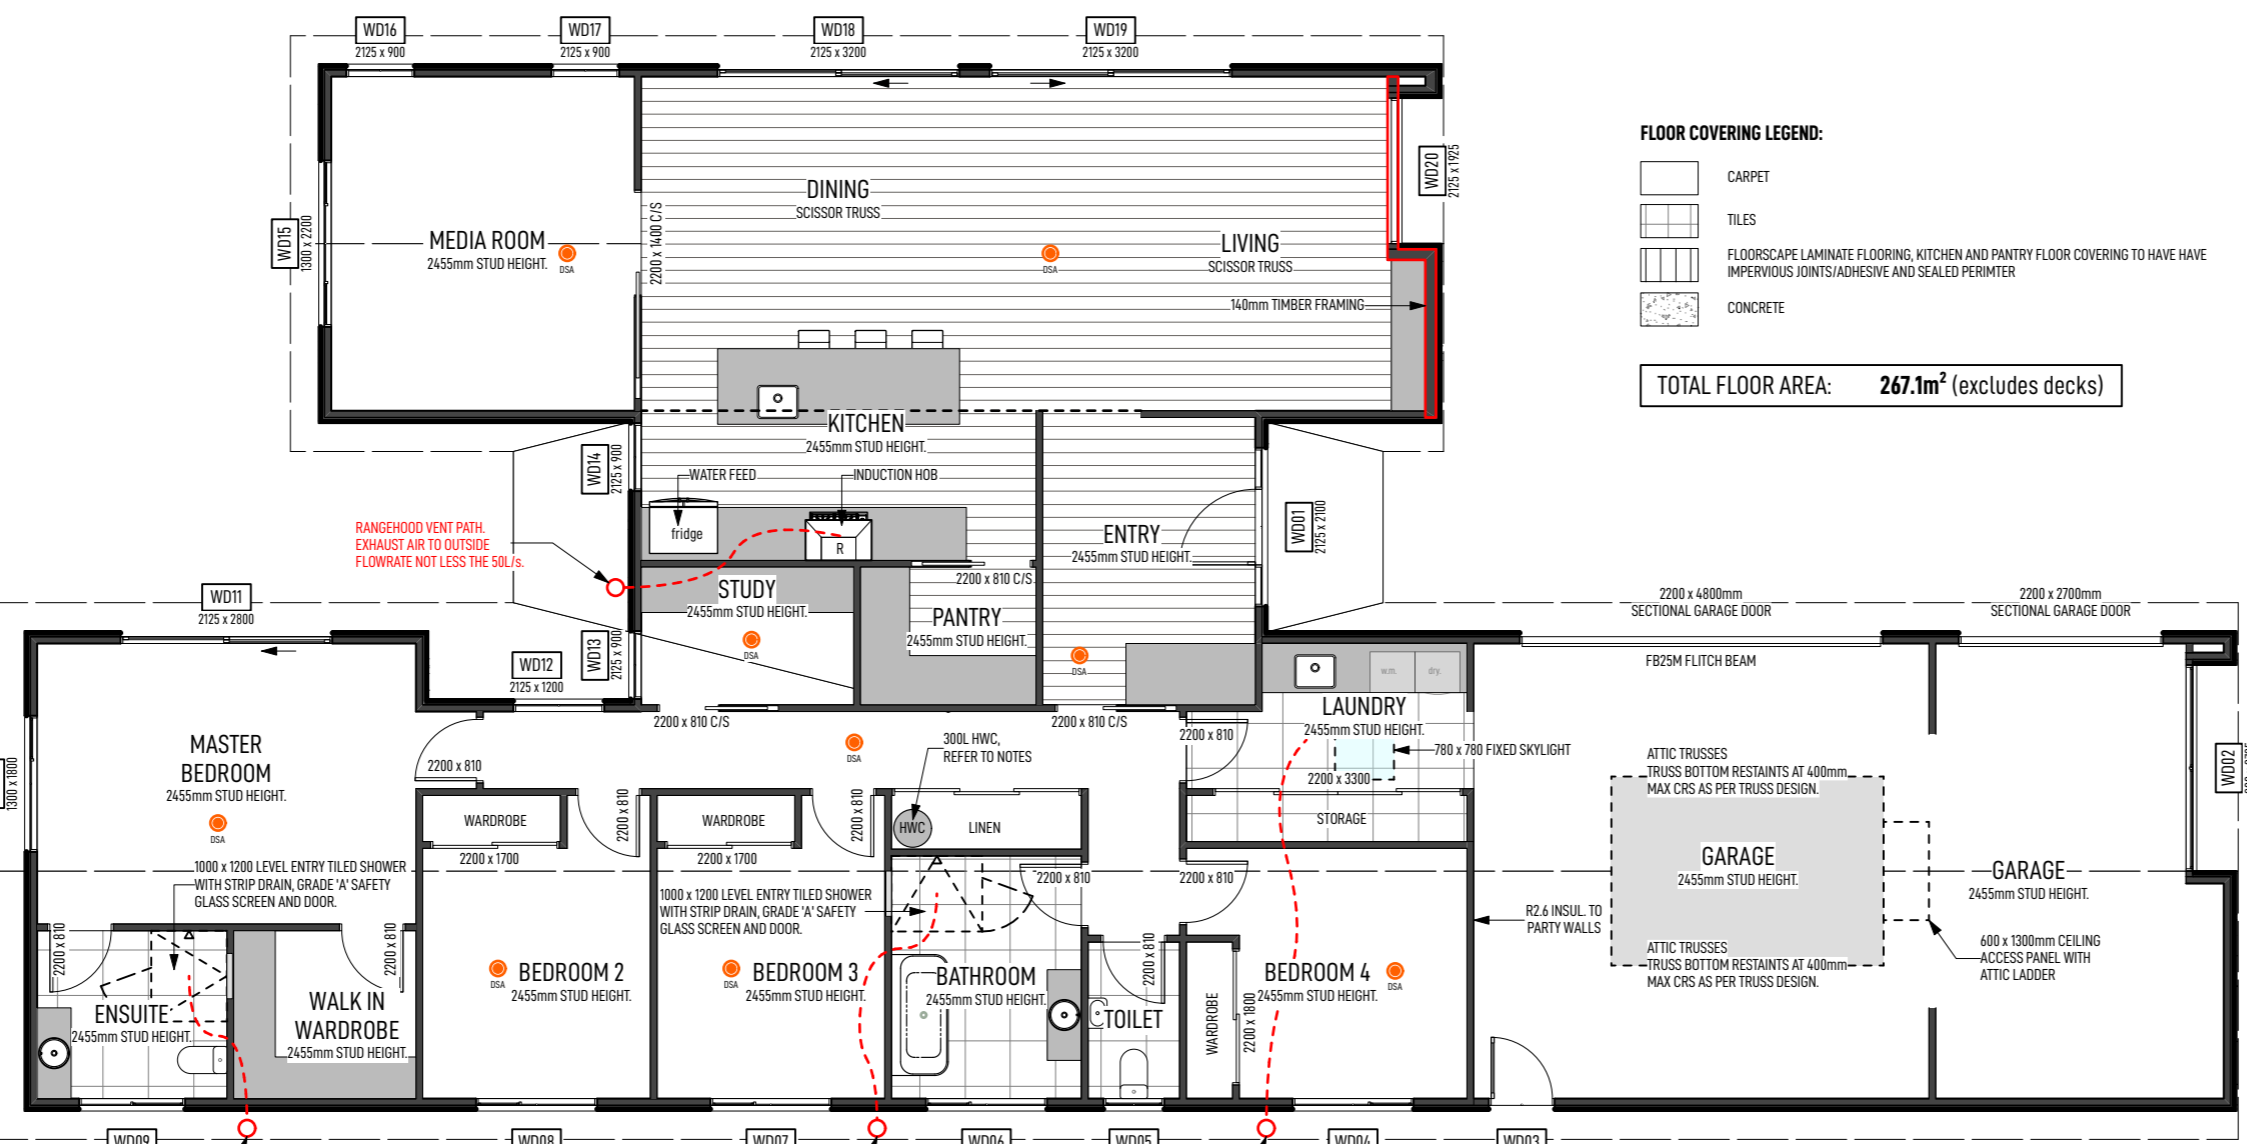 WD16
2125 x 900
WD17
2125 x 900
WD18
2125 x 3200
WD19
2125 x 3200
FLOOR COVERING LEGEND:
CARPET
TILES
FLOORSCAPE LAMINATE FLOORING, KITCHEN AND PANTRY FLOOR COVERING TO HAVE HAVE
IMPERVIOUS JOINTS/ADHESIVE AND SEALED PERIMTER
CONCRETE
TOTAL FLOOR AREA: 267.1m² (excludes decks)
WD20
2125 x 1925
DINING
SCISSOR TRUSS
LIVING
SCISSOR TRUSS
MEDIA ROOM
2455mm STUD HEIGHT.
DSA
DSA
WD15
1300 x 2200
2200 x 1400 C/S
140mm TIMBER FRAMING
KITCHEN
2455mm STUD HEIGHT.
WD14
2125 x 900
WATER FEED
INDUCTION HOB
fridge
R
RANGEHOOD VENT PATH.
EXHAUST AIR TO OUTSIDE
FLOWRATE NOT LESS THE 50L/s.
ENTRY
2455mm STUD HEIGHT.
WD01
2125 x 2100
2200 x 810 C/S
STUDY
2455mm STUD HEIGHT.
DSA
PANTRY
2455mm STUD HEIGHT.
DSA
WD11
2125 x 2800
WD12
2125 x 1200
WD13
2125 x 900
2200 x 4800mm
SECTIONAL GARAGE DOOR
2200 x 2700mm
SECTIONAL GARAGE DOOR
FB25M FLITCH BEAM
w.m.
dry.
2200 x 810 C/S
2200 x 810 C/S
LAUNDRY
2455mm STUD HEIGHT.
2200 x 810
780 x 780 FIXED SKYLIGHT
2200 x 3300
STORAGE
MASTER
BEDROOM
2455mm STUD HEIGHT.
DSA
1300 x 1800
2200 x 810
DSA
300L HWC,
REFER TO NOTES
HWC
LINEN
WARDROBE
2200 x 1700
2200 x 810
WARDROBE
2200 x 1700
2200 x 810
ATTIC TRUSSES
TRUSS BOTTOM RESTAINTS AT 400mm
MAX CRS AS PER TRUSS DESIGN.
WD02
GARAGE
2455mm STUD HEIGHT.
GARAGE
2455mm STUD HEIGHT.
1000 x 1200 LEVEL ENTRY TILED SHOWER
WITH STRIP DRAIN, GRADE 'A' SAFETY
GLASS SCREEN AND DOOR.
1000 x 1200 LEVEL ENTRY TILED SHOWER
WITH STRIP DRAIN, GRADE 'A' SAFETY
GLASS SCREEN AND DOOR.
2200 x 810
2200 x 810
R2.6 INSUL. TO
PARTY WALLS
ATTIC TRUSSES
TRUSS BOTTOM RESTAINTS AT 400mm
MAX CRS AS PER TRUSS DESIGN.
600 x 1300mm CEILING
ACCESS PANEL WITH
ATTIC LADDER
2200 x 810
2200 x 810
2200 x 810
ENSUITE
2455mm STUD HEIGHT.
WALK IN
WARDROBE
2455mm STUD HEIGHT.
BEDROOM 2
2455mm STUD HEIGHT.
DSA
BEDROOM 3
2455mm STUD HEIGHT.
DSA
BATHROOM
2455mm STUD HEIGHT.
TOILET
WARDROBE
2200 x 1800
BEDROOM 4
2455mm STUD HEIGHT.
DSA
WD09
WD08
WD07
WD06
WD05
WD04
WD03